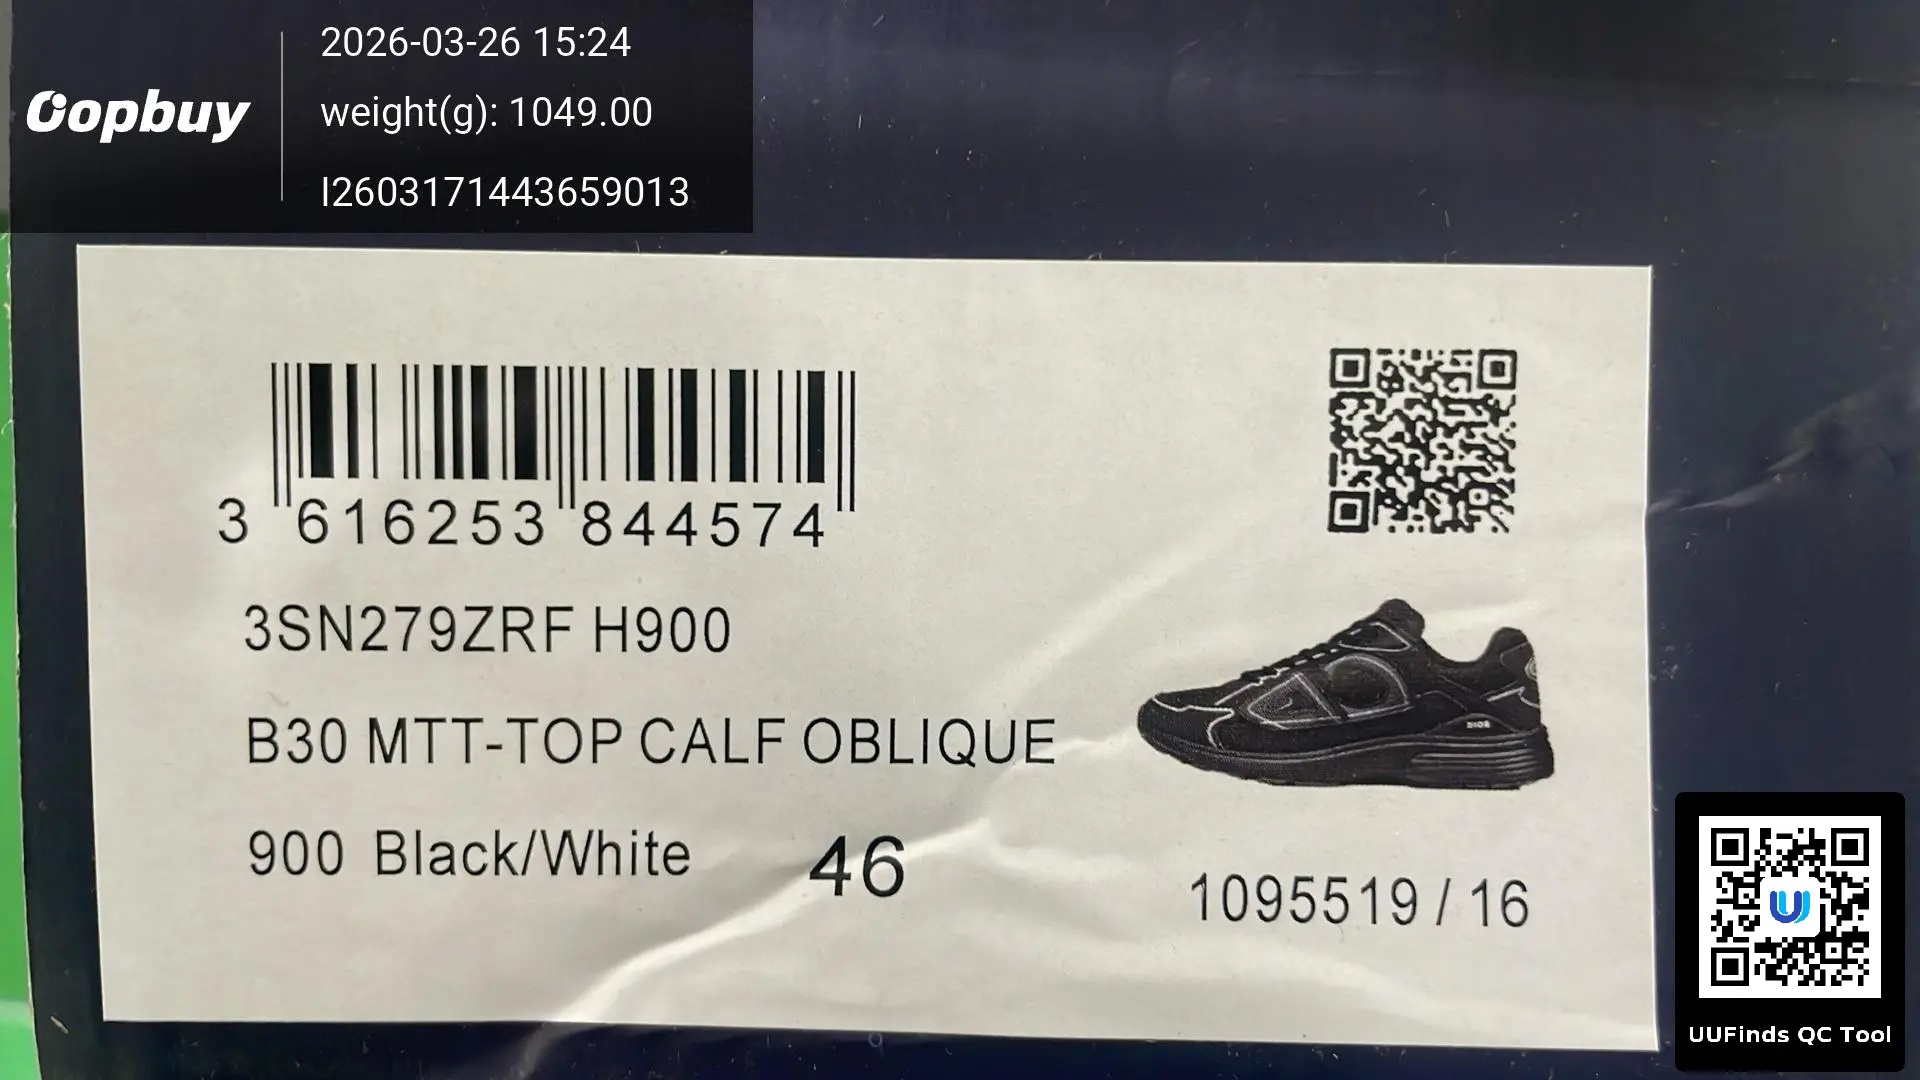 Oopbuy
2026-03-26 15:24
weight(g): 1049.00
I2603171443659013
3 616253 844574
3SN279ZRF H900
B30 MTT-TOP CALF OBLIQUE
900 Black/White 46
DIOR
1095519 / 16
U
UUFinds QC Tool